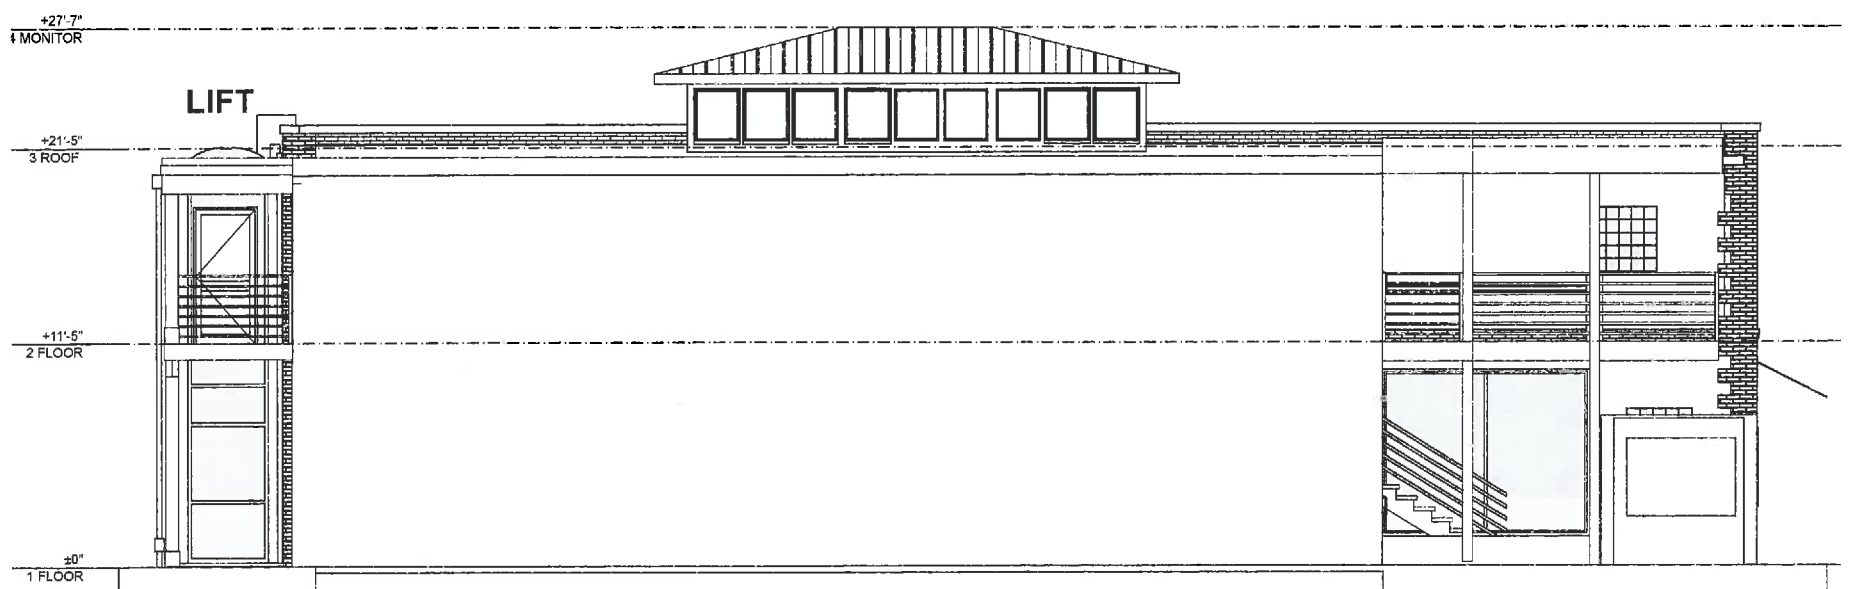 +27'-7"
4 MONITOR
LIFT
+21'-5"
3 ROOF
+11'-5"
2 FLOOR
±0"
1 FLOOR